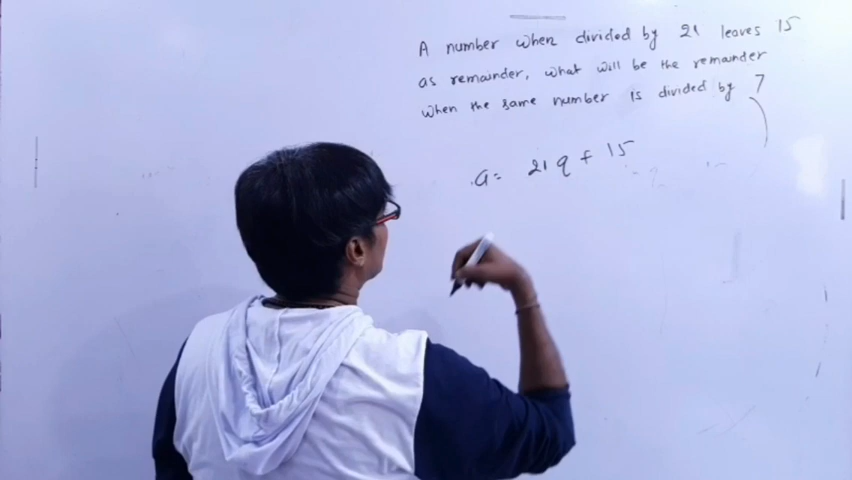 A number when divided by 21 leaves 15
as remainder, what will be the remainder
when the same number is divided by 7
a = 21 q + 15